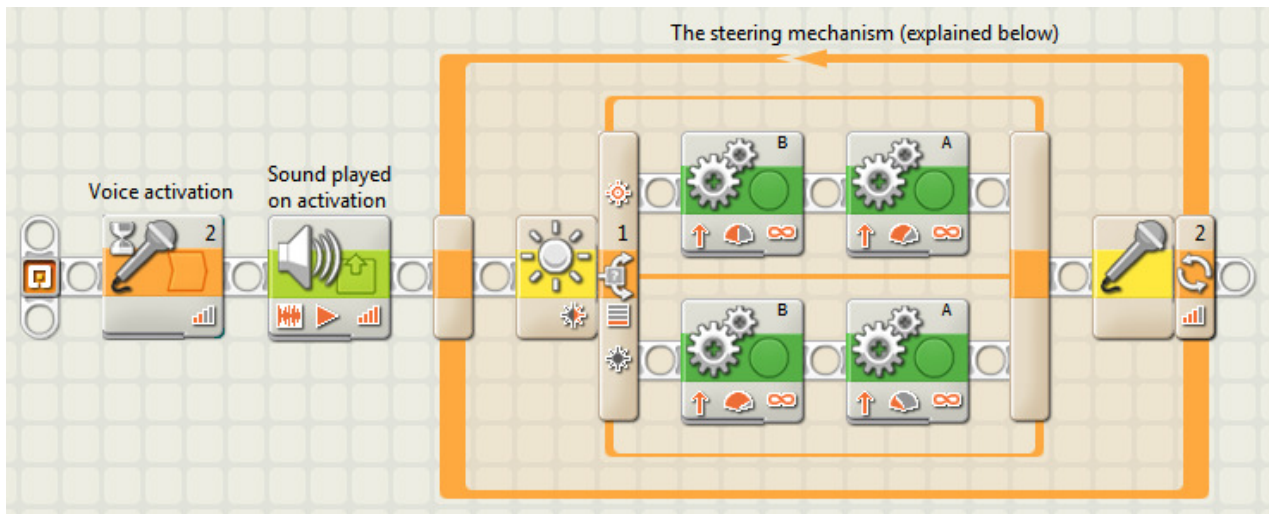 The steering mechanism (explained below)
Voice activation
Sound played
on activation
2
1
B
A
2
B
A